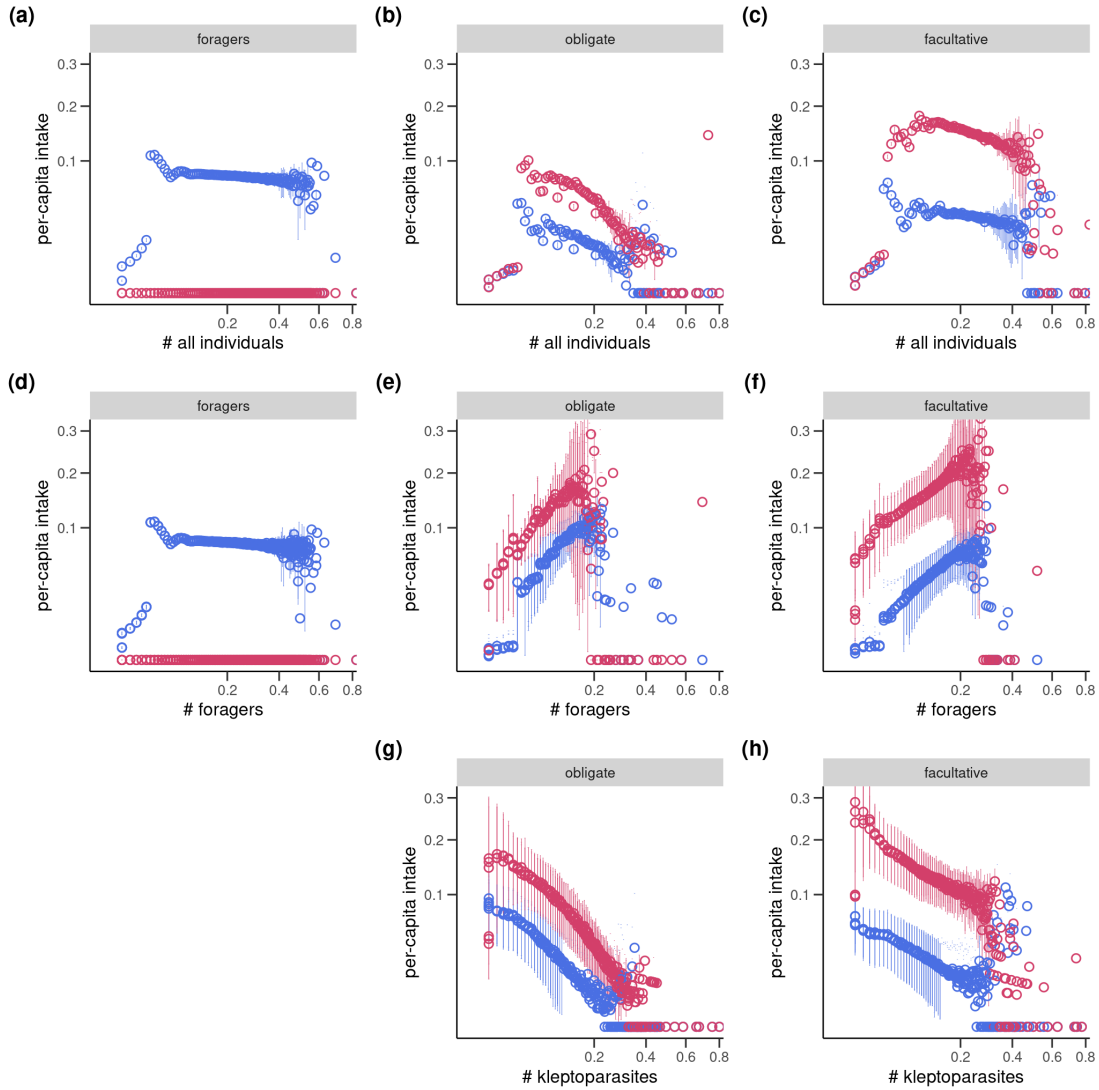 (a)
foragers
0.3
0.2
0.1
per-capita intake
0.2 0.4 0.6 0.8
# all individuals
(b)
obligate
0.3
0.2
0.1
per-capita intake
0.2 0.4 0.6 0.8
# all individuals
(c)
facultative
0.3
0.2
0.1
per-capita intake
0.2 0.4 0.6 0.8
# all individuals
(d)
foragers
0.3
0.2
0.1
per-capita intake
0.2 0.4 0.6 0.8
# foragers
(e)
obligate
0.3
0.2
0.1
per-capita intake
0.2 0.4 0.6 0.8
# foragers
(f)
facultative
0.3
0.2
0.1
per-capita intake
0.2 0.4 0.6 0.8
# foragers
(g)
obligate
0.3
0.2
0.1
per-capita intake
0.2 0.4 0.6 0.8
# kleptoparasites
(h)
facultative
0.3
0.2
0.1
per-capita intake
0.2 0.4 0.6 0.8
# kleptoparasites